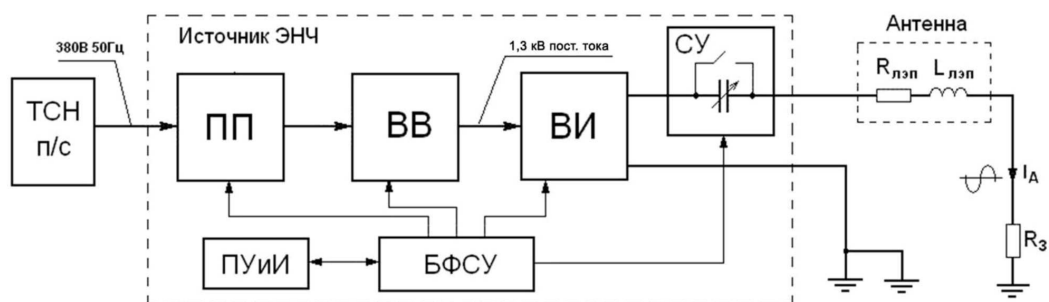 Источник ЭНЧ
380В 50Гц
1,3 кВ пост. тока
СУ
Антенна
Rлэп
Lлэп
ТСН
п/с
ПП
ВВ
ВИ
IА
Rз
ПУиИ
БФСУ